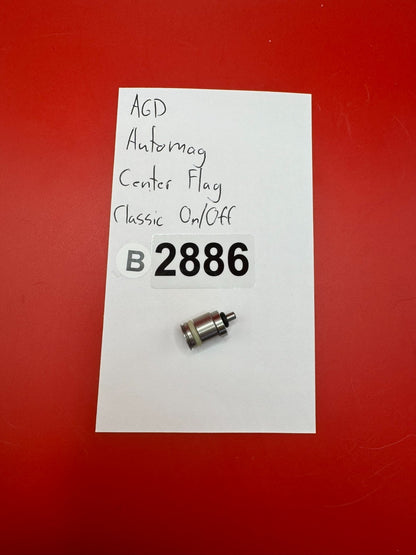 AGD
Automag
Center Flag
Classic On/Off
B 2886